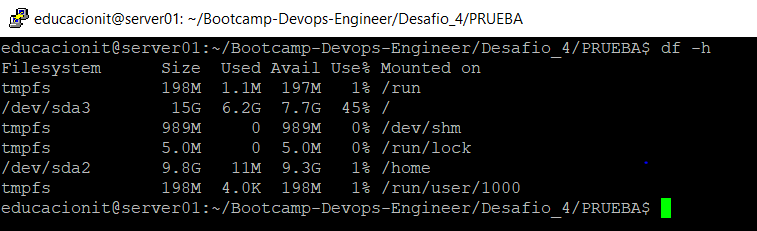 educacionit@server01: ~/Bootcamp-Devops-Engineer/Desafio_4/PRUEBA
educacionit@server01:~/Bootcamp-Devops-Engineer/Desafio_4/PRUEBA$ df -h
Filesystem      Size  Used Avail Use% Mounted on
tmpfs           198M  1.1M  197M   1% /run
/dev/sda3        15G  6.2G  7.7G  45% /
tmpfs           989M     0  989M   0% /dev/shm
tmpfs           5.0M     0  5.0M   0% /run/lock
/dev/sda2       9.8G   11M  9.3G   1% /home
tmpfs           198M  4.0K  198M   1% /run/user/1000
educacionit@server01:~/Bootcamp-Devops-Engineer/Desafio_4/PRUEBA$